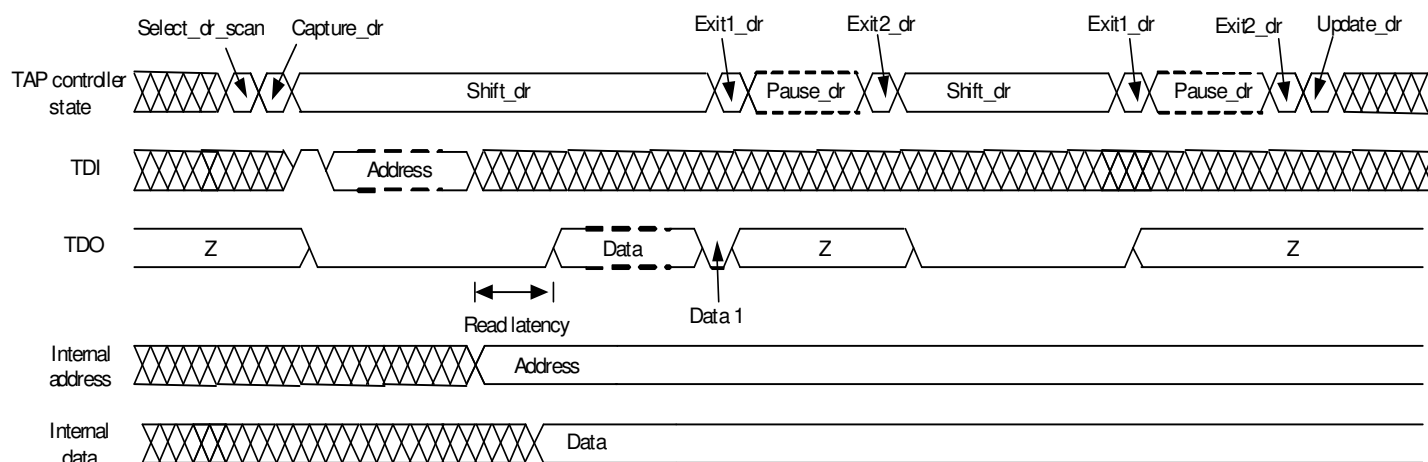 Select_dr_scan Capture_dr Exit1_dr Exit2_dr Exit1_dr Exit2_dr Update_dr
TAP controller
state
Shift_dr Pause_dr Shift_dr Pause_dr
TDI Address
TDO Z Data Z Z
Read latency Data 1
Internal
address
Address
Internal
data
Data